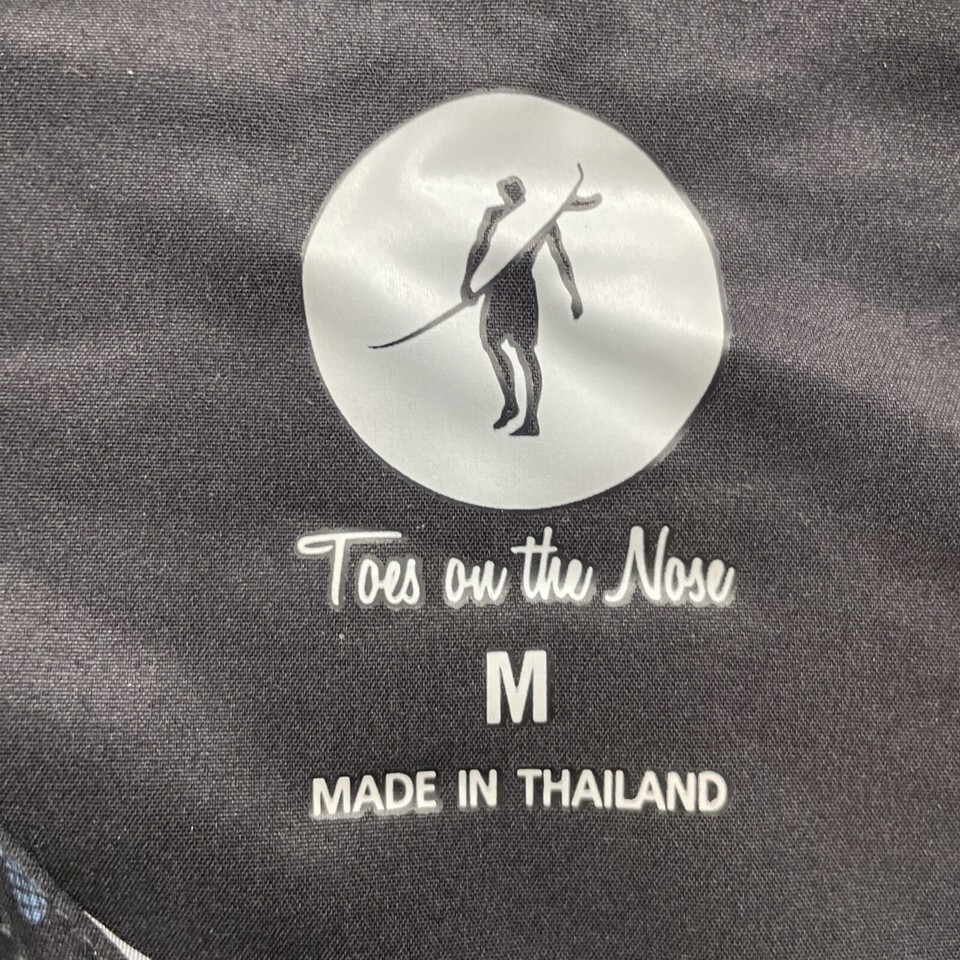 Toes on the Nose
M
MADE IN THAILAND